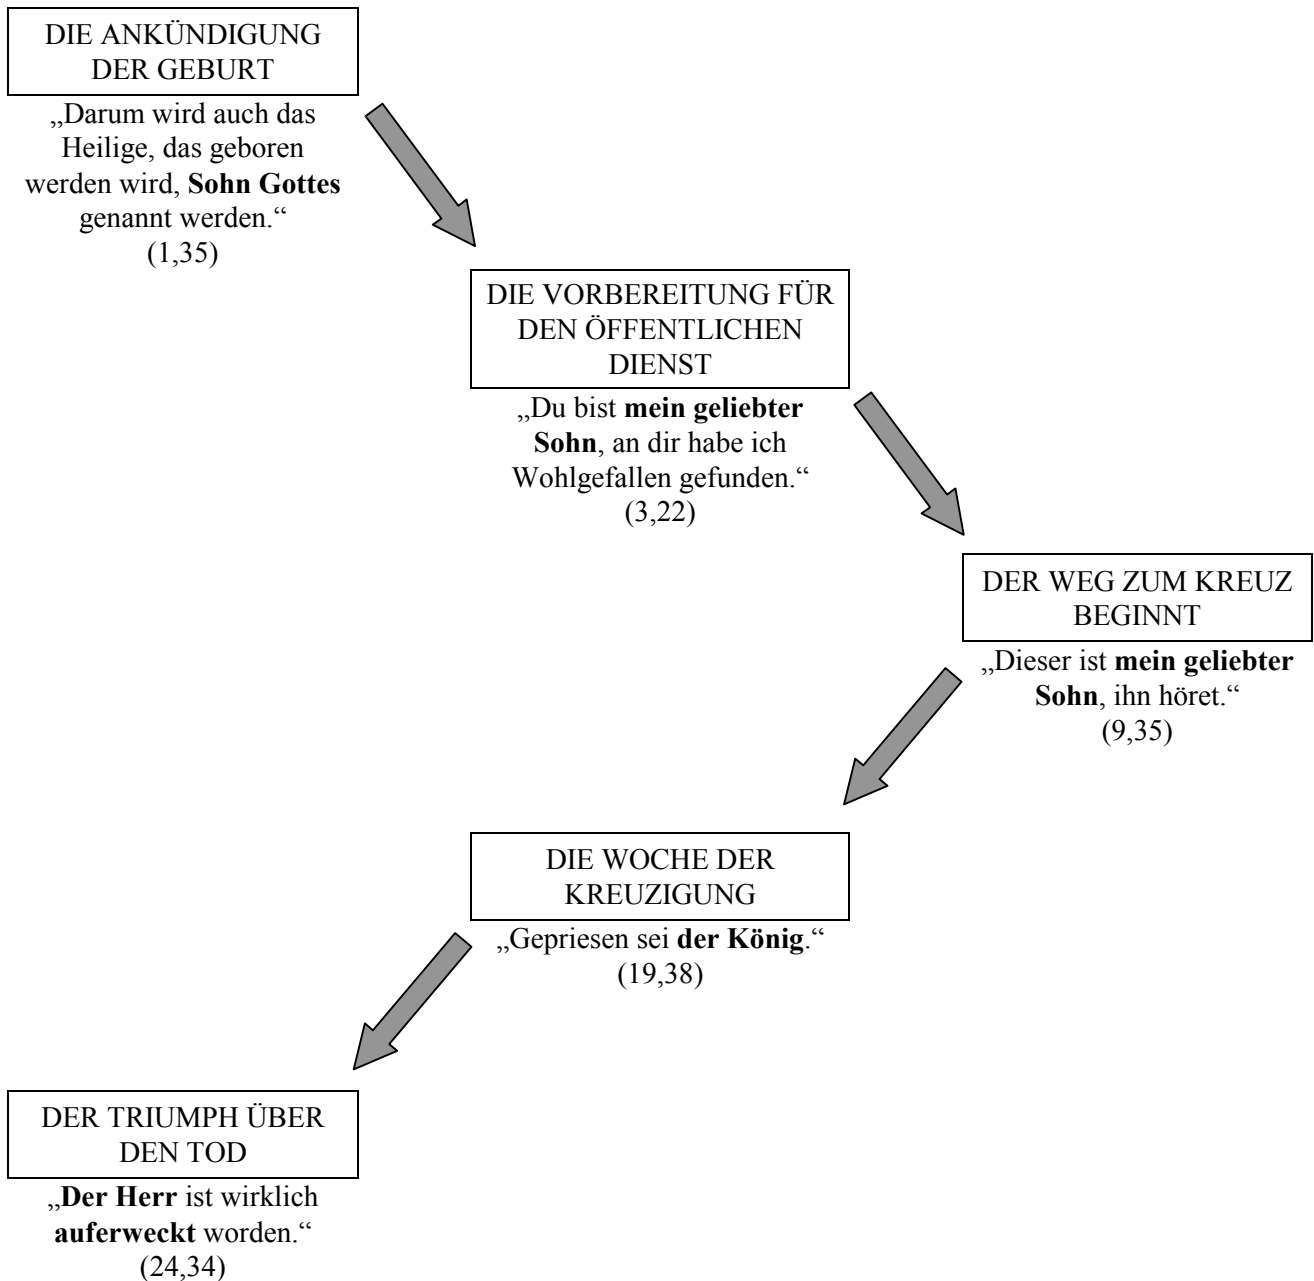 DIE ANKÜNDIGUNG
DER GEBURT
„Darum wird auch das
Heilige, das geboren
werden wird, Sohn Gottes
genannt werden.“
(1,35)
DIE VORBEREITUNG FÜR
DEN ÖFFENTLICHEN
DIENST
„Du bist mein geliebter
Sohn, an dir habe ich
Wohlgefallen gefunden.“
(3,22)
DER WEG ZUM KREUZ
BEGINNT
„Dieser ist mein geliebter
Sohn, ihn höret.“
(9,35)
DIE WOCHE DER
KREUZIGUNG
„Gepriesen sei der König.“
(19,38)
DER TRIUMPH ÜBER
DEN TOD
„Der Herr ist wirklich
auferweckt worden.“
(24,34)